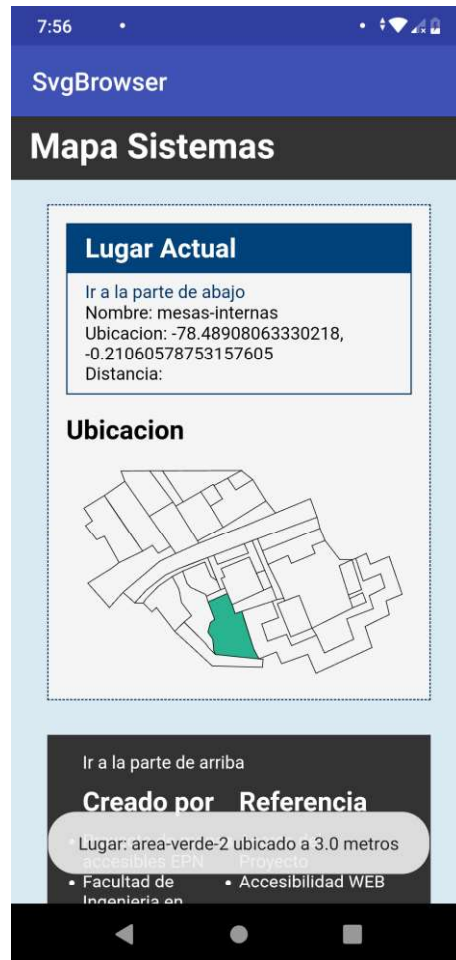 7:56
SvgBrowser
Mapa Sistemas
Lugar Actual
Ir a la parte de abajo
Nombre: mesas-internas
Ubicacion: -78.48908063330218,
-0.21060578753157605
Distancia:
Ubicacion
Ir a la parte de arriba
Creado por Referencia
Lugar: area-verde-2 ubicado a 3.0 metros
accesibles EPN
Proyecto
• Facultad de
• Accesibilidad WEB
Ingenieria en